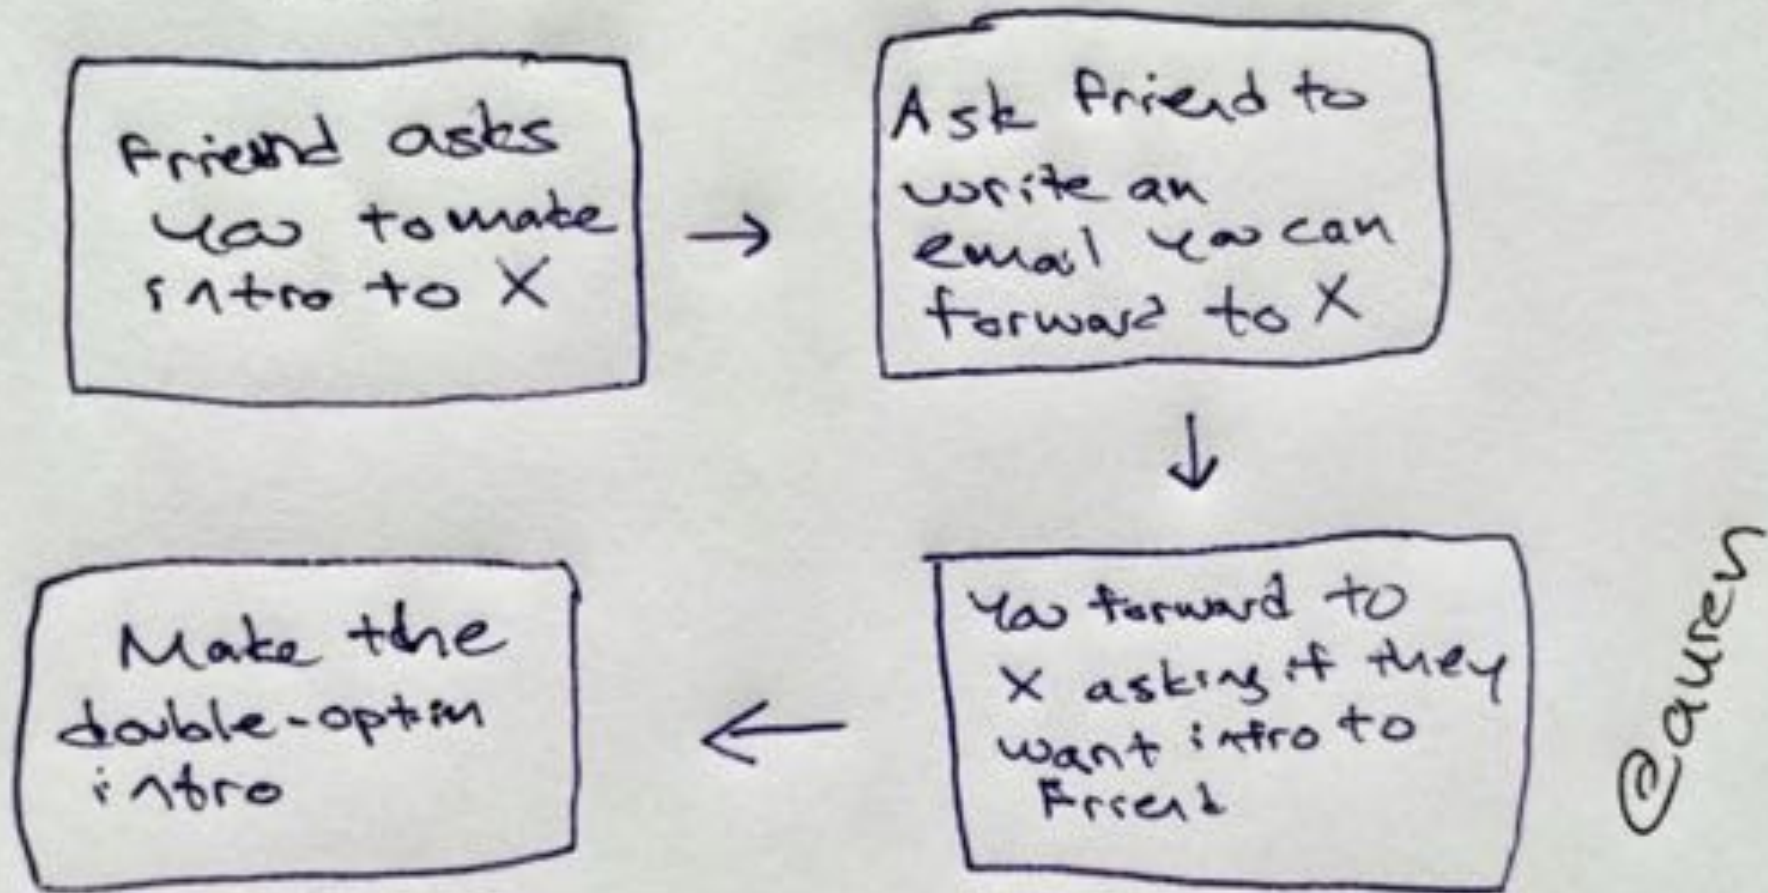 Friend asks
you to make
intro to X
Ask Friend to
write an
email you can
forward to X
You forward to
X asking if they
want intro to
Friend
Make the
double-optin
intro
@auren